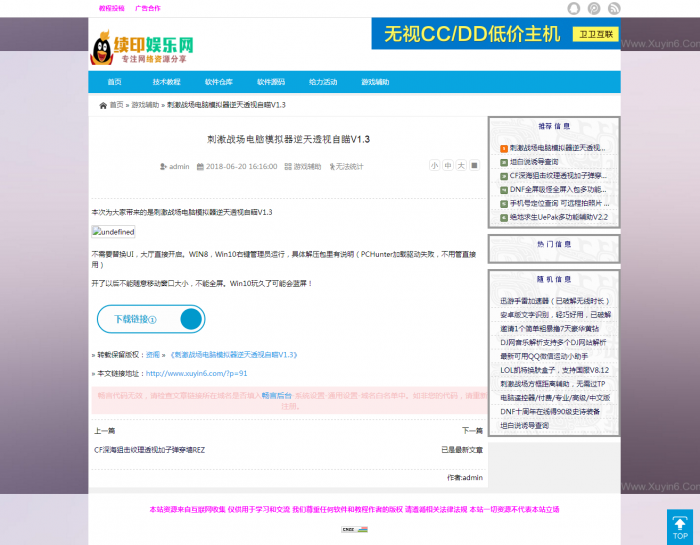 教程投稿 广告合作
续印娱乐网
专注网络资源分享
无视CC/DD低价主机 卫卫互联
Www.Xuyin6.Com
首页 技术教程 软件仓库 软件源码 给力活动 游戏辅助
首页 » 游戏辅助 » 刺激战场电脑模拟器逆天透视自瞄V1.3
刺激战场电脑模拟器逆天透视自瞄V1.3
admin 2018-06-20 16:16:00 游戏辅助 无法统计
小 中 大
本次为大家带来的是刺激战场电脑模拟器逆天透视自瞄V1.3
undefined
不需要替换UI，大厅直接开启。WIN8，Win10右键管理员运行，具体解压包里有说明（PCHunter加载驱动失败，不用管直接
用）
开了以后不能随意移动窗口大小，不能全屏。Win10玩久了可能会蓝屏！
下载链接①
» 转载保留版权：资阁 » 《刺激战场电脑模拟器逆天透视自瞄V1.3》
» 本文链接地址：http://www.xuyin6.com/?p=91
畅言代码无效，请检查文章链接所在域名是否填入畅言后台-系统设置-通用设置-域名白名单中。如非您的代码，请重新
注册。
上一篇 下一篇
CF深海狙击纹理透视加子弹穿墙REZ 已是最新文章
作者:admin
推荐信息
刺激战场电脑模拟器逆天透视自瞄V...
坦白说诱导查询
CF深海狙击纹理透视加子弹穿...
DNF全屏吸怪全屏入包多功能...
手机号定位查询 可远程拍照片 ...
绝地求生UePak多功能辅助V2.2
热门信息
随机信息
迅游手雷加速器（已破解无线时长）
安卓版文字识别，轻巧好用，已破解
邀请1个简单粗暴撸7天豪华黄钻
DJ网音乐解析支持多个DJ网站解析
最新可用QQ微信运动小助手
LOL凯特换肤盒子，支持国服V8.12
刺激战场方框距离辅助，无需过TP
电脑遥控器/付费/专业/高级/中文版
DNF十周年在线得90级史诗装备
坦白说诱导查询
Www.Xuyin6.Com
本站资源来自互联网收集 仅供用于学习和交流 我们尊重任何软件和教程作者的版权 请遵循相关法律法规 本站一切资源不代表本站立场
CNZZ
TOP